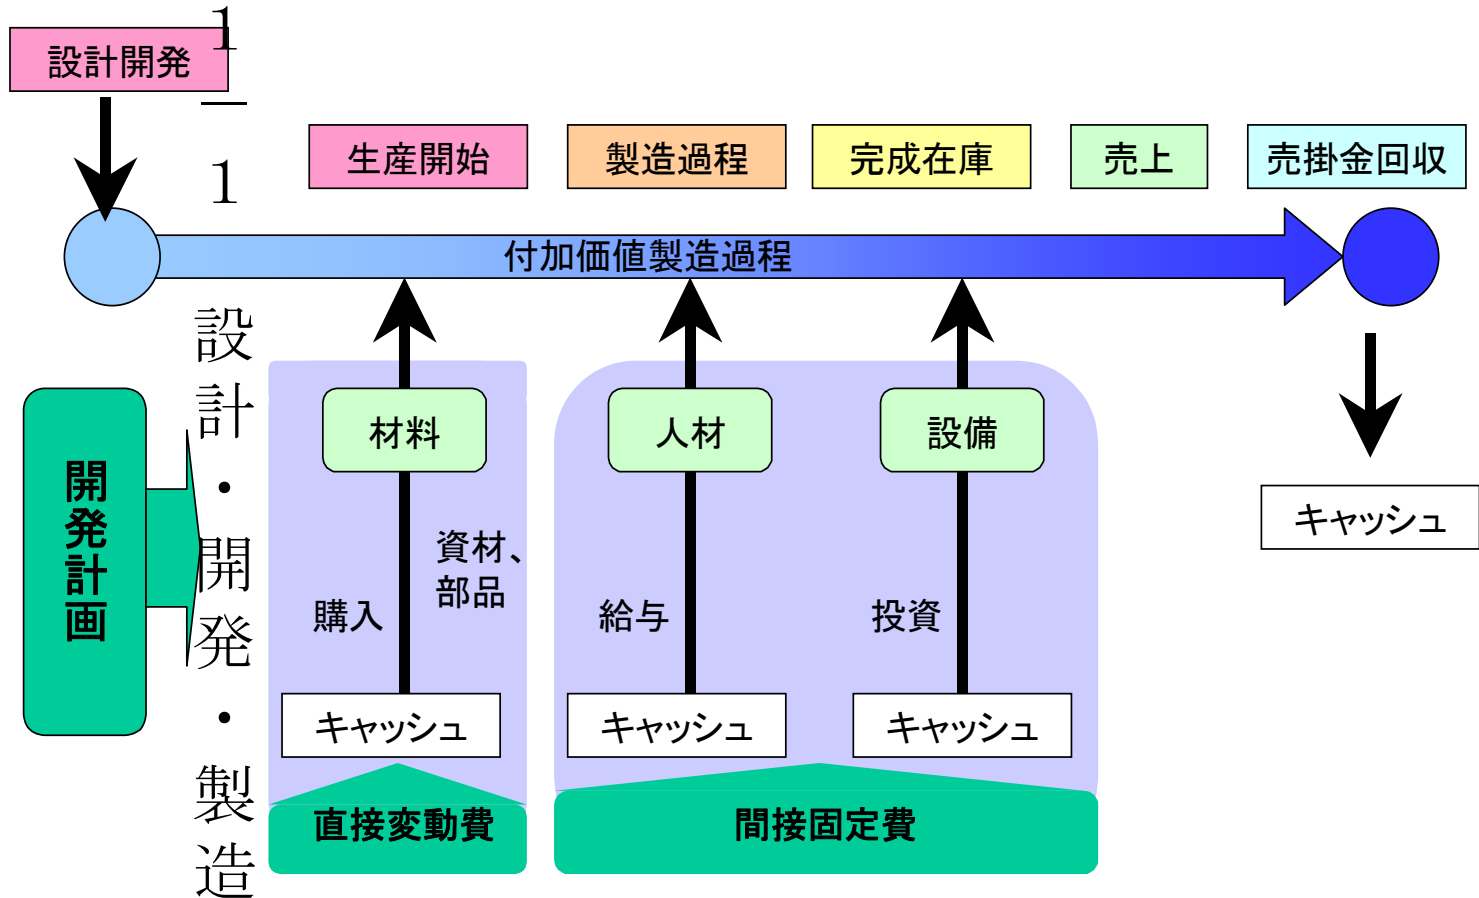 設計開発
1－1 設計・開発・製造
生産開始
製造過程
完成在庫
売上
売掛金回収
付加価値製造過程
開発計画
材料
人材
設備
資材、
部品
購入
給与
投資
キャッシュ
キャッシュ
キャッシュ
キャッシュ
直接変動費
間接固定費